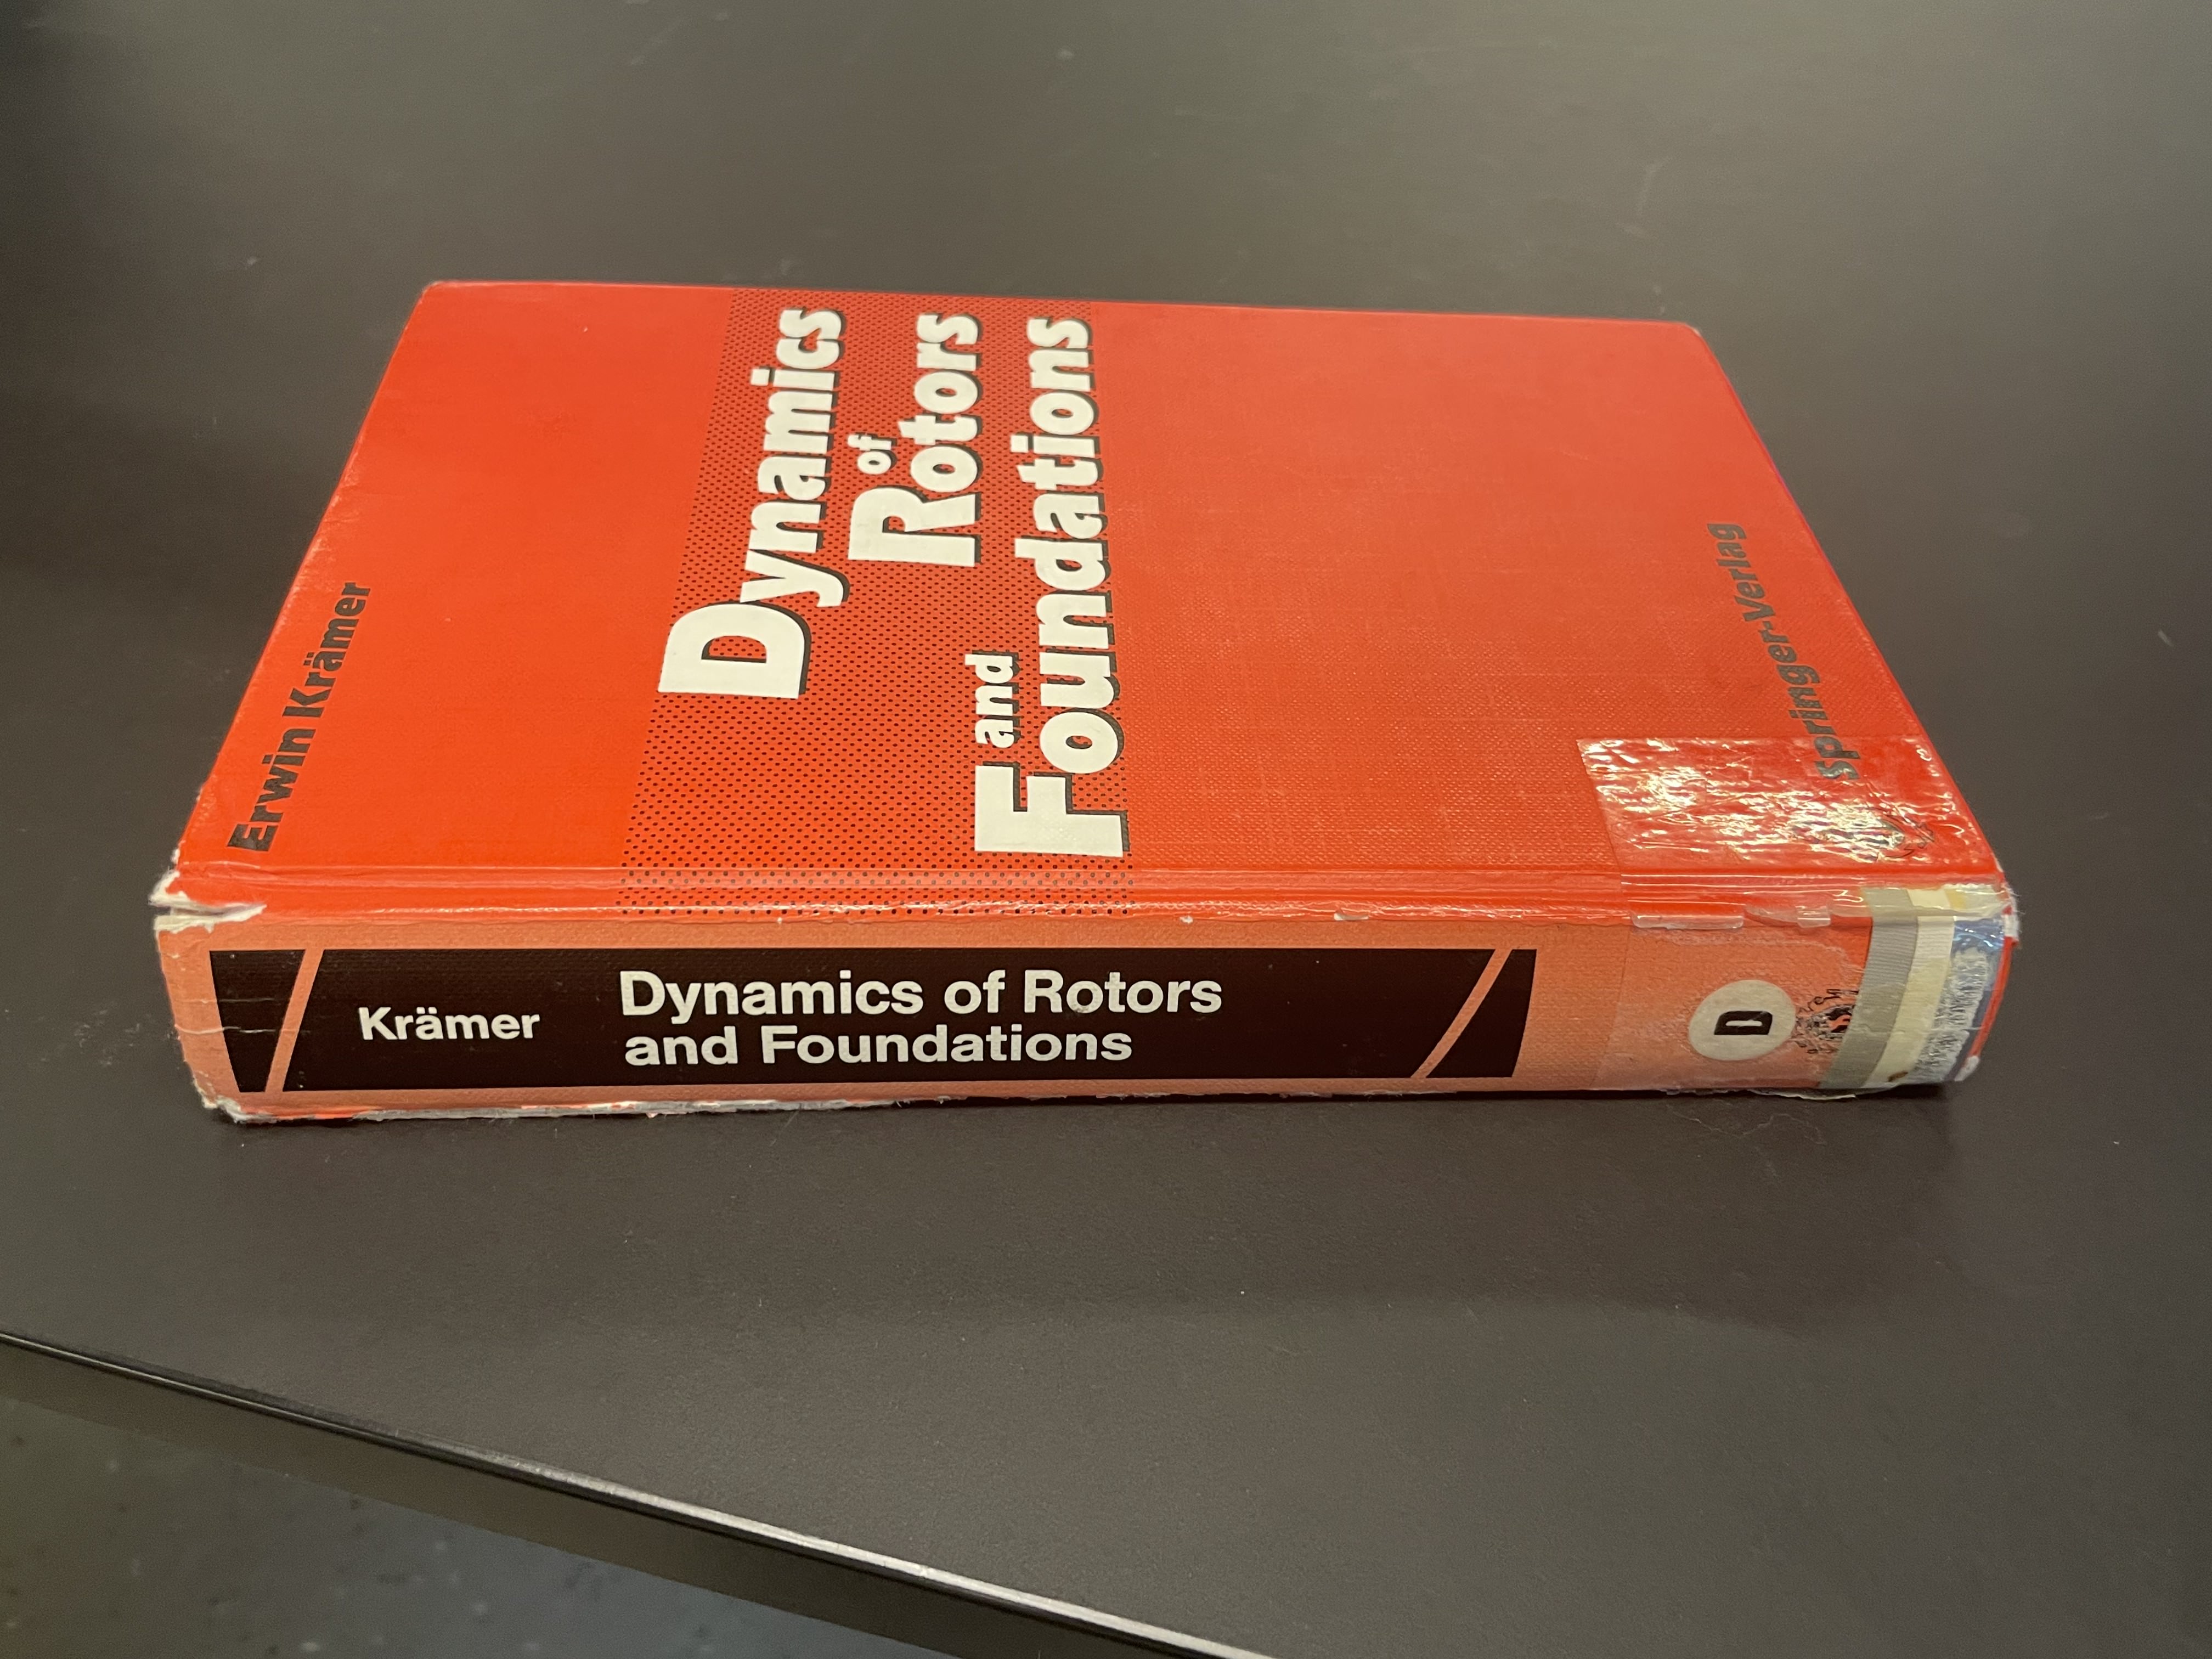 Erwin Krämer
Dynamics
of
Rotors
and
Foundations
Springer-Verlag
Krämer
Dynamics of Rotors
and Foundations
D